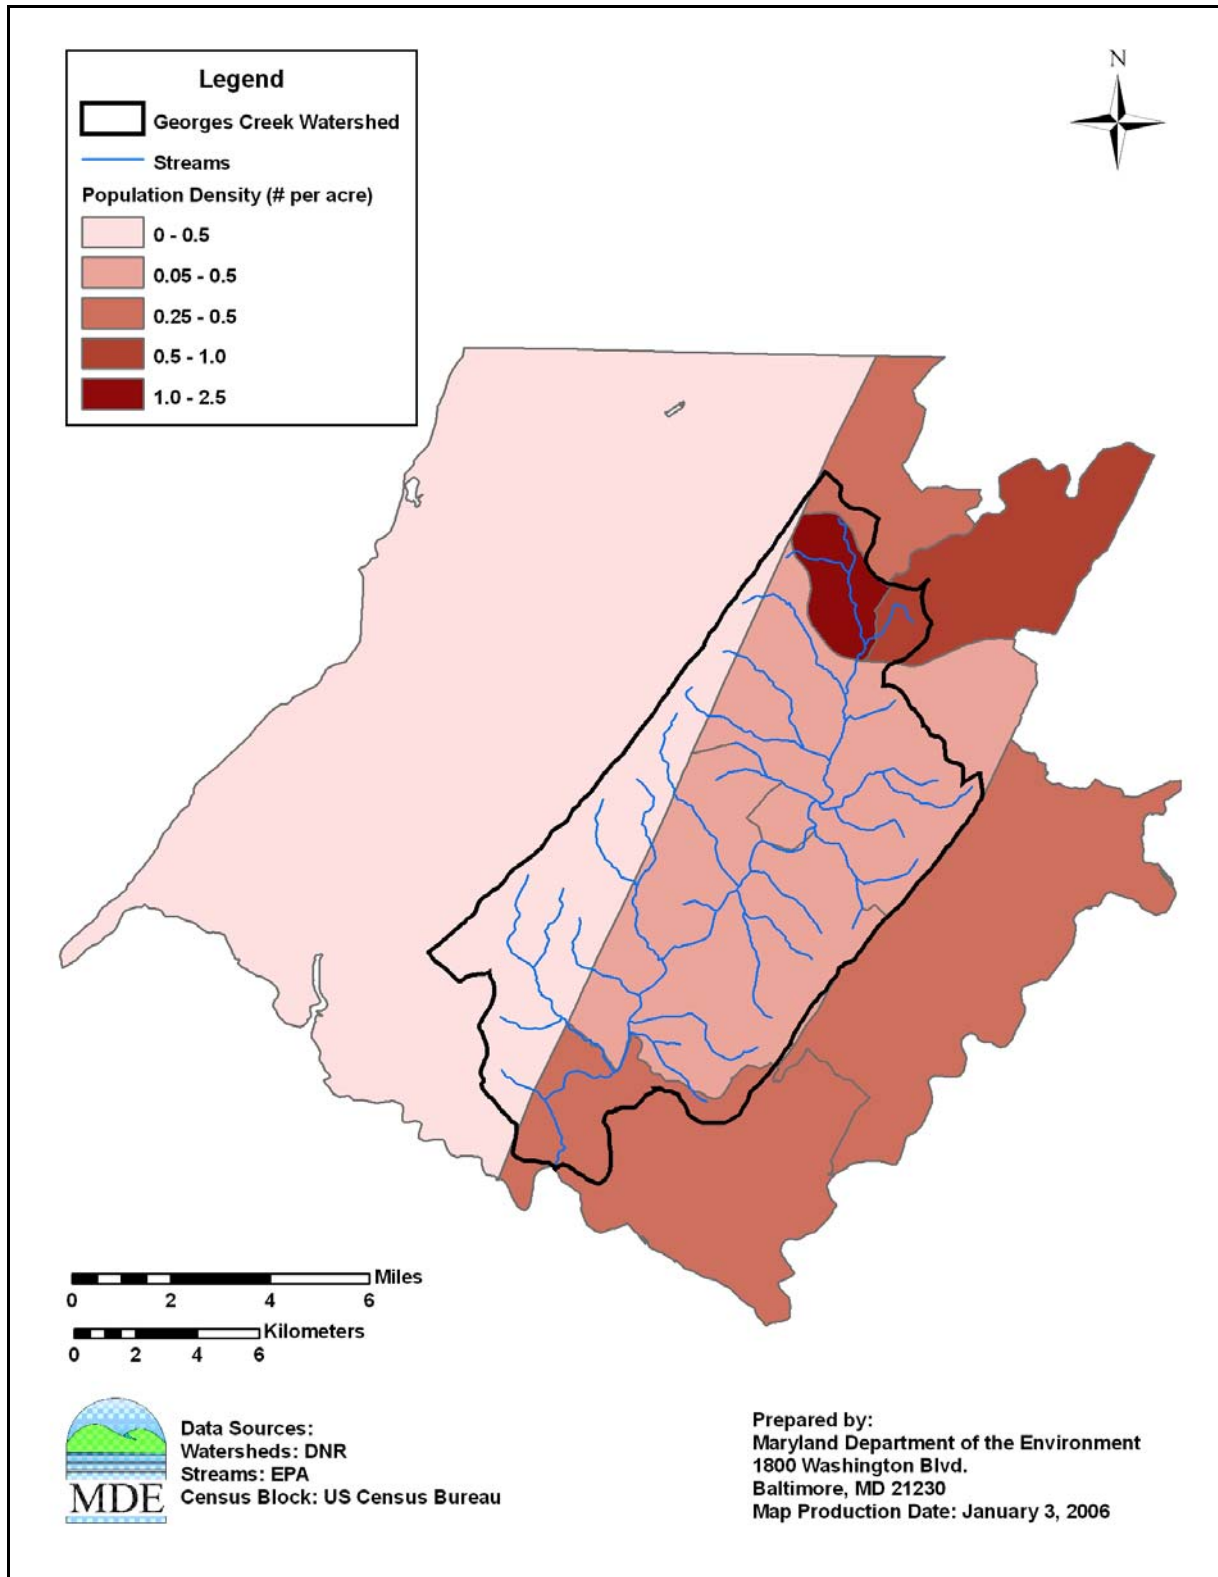 Legend
Georges Creek Watershed
Streams
Population Density (# per acre)
0 - 0.5
0.05 - 0.5
0.25 - 0.5
0.5 - 1.0
1.0 - 2.5
N
Miles
0 2 4 6
Kilometers
0 2 4 6
MDE
Data Sources:
Watersheds: DNR
Streams: EPA
Census Block: US Census Bureau
Prepared by:
Maryland Department of the Environment
1800 Washington Blvd.
Baltimore, MD 21230
Map Production Date: January 3, 2006